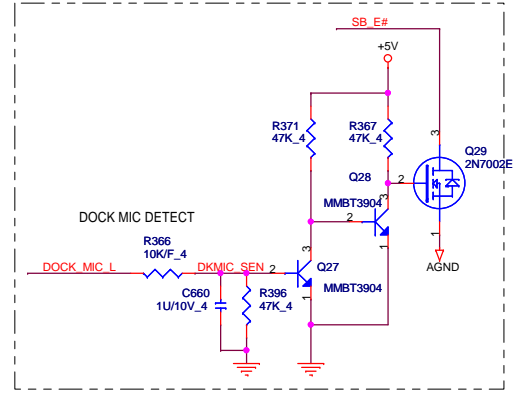 SB_E#
+5V
R371
47K_4
R367
47K_4
3
Q29
2N7002E
Q28
2
3
MMBT3904
2
1
DOCK MIC DETECT
AGND
R366
10K/F_4
3
1
DOCK_MIC_L
DKMIC_SEN
2
Q27
C660
1U/10V_4
R396
47K_4
1
MMBT3904